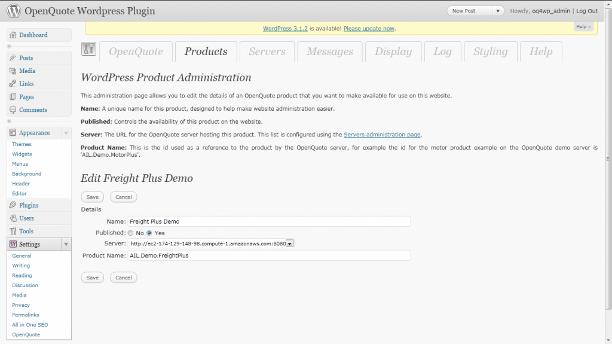 OpenQuote Wordpress Plugin
New Post
Howdy, oq4wp_admin | Log Out
Help
WordPress 3.1.2 is available! Please update now.
Dashboard
Posts
Media
Links
Pages
Comments
Appearance
Themes
Widgets
Menus
Background
Header
Editor
Plugins
Users
Tools
Settings
General
Writing
Reading
Discussion
Media
Privacy
Permalinks
All in One SEO
OpenQuote
OpenQuote Products Servers Messages Display Log Styling Help
WordPress Product Administration
This administration page allows you to edit the details of an OpenQuote product that you want to make available for use on this website.
Name: A unique name for this product, designed to help make website administration easier.
Published: Controls the availability of this product on the website.
Server: The URL for the OpenQuote server hosting this product. This list is configured using the Servers administration page.
Product Name: This is the id used as a reference to the product by the OpenQuote server, for example the id for the motor product example on the OpenQuote demo server is
'AIL.Demo.MotorPlus'.
Edit Freight Plus Demo
Save Cancel
Details
Name: Freight Plus Demo
Published: No Yes
Server: http://ec2-174-129-148-98.compute-1.amazonaws.com:8080
Product Name: AIL.Demo.FreightPlus
Save Cancel